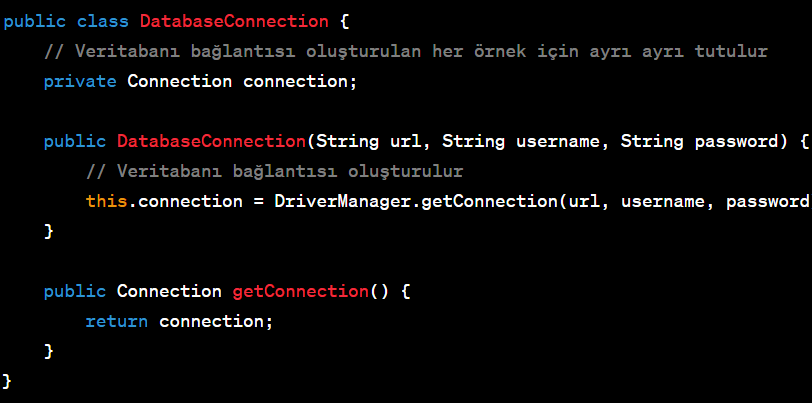 public class DatabaseConnection {
// Veritabanı bağlantısı oluşturulan her örnek için ayrı ayrı tutulur
private Connection connection;
public DatabaseConnection(String url, String username, String password) {
// Veritabanı bağlantısı oluşturulur
this.connection = DriverManager.getConnection(url, username, password
}
public Connection getConnection() {
return connection;
}
}